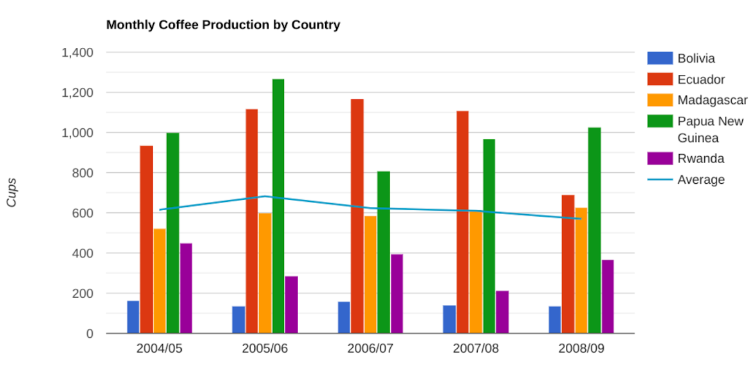 Monthly Coffee Production by Country
1,400
1,200
1,000
800
600
400
200
0
Cups
2004/05
2005/06
2006/07
2007/08
2008/09
Bolivia
Ecuador
Madagascar
Papua New
Guinea
Rwanda
Average